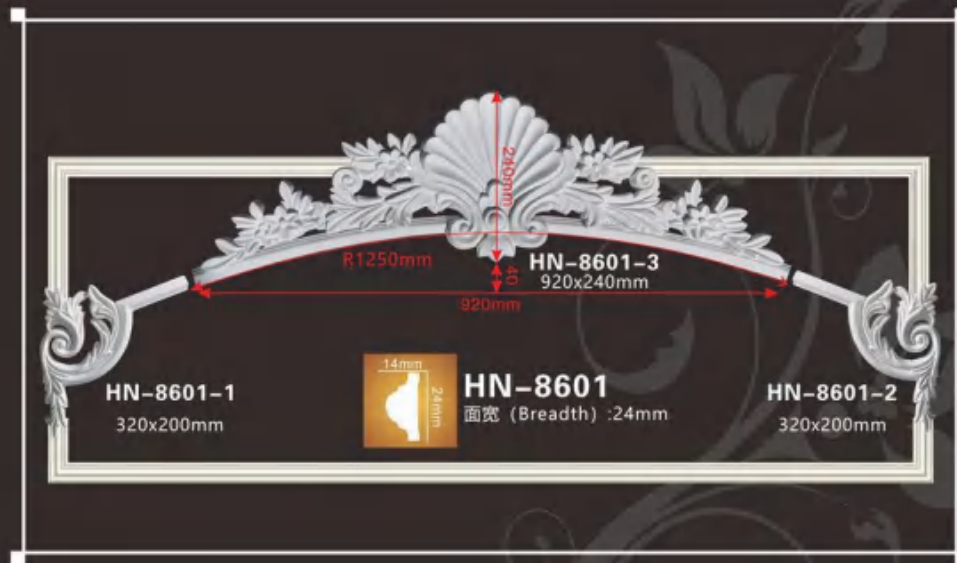 240mm
R1250mm
HN-8601-3
40
920x240mm
920mm
14mm
24mm
HN-8601
面宽 (Breadth) :24mm
HN-8601-1
320x200mm
HN-8601-2
320x200mm